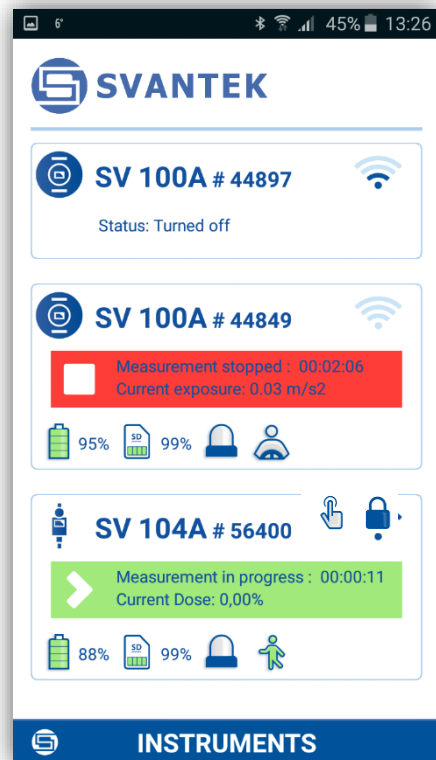 6° 45% 13:26
SVANTEK
SV 100A # 44897
Status: Turned off
SV 100A # 44849
Measurement stopped : 00:02:06
Current exposure: 0.03 m/s2
95% SD 99%
SV 104A # 56400
Measurement in progress : 00:00:11
Current Dose: 0,00%
88% SD 99%
INSTRUMENTS